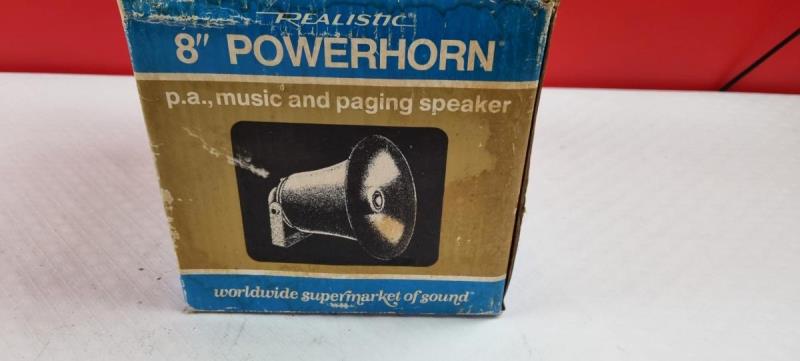 REALISTIC
8" POWERHORN
p.a., music and paging speaker
worldwide supermarket of sound